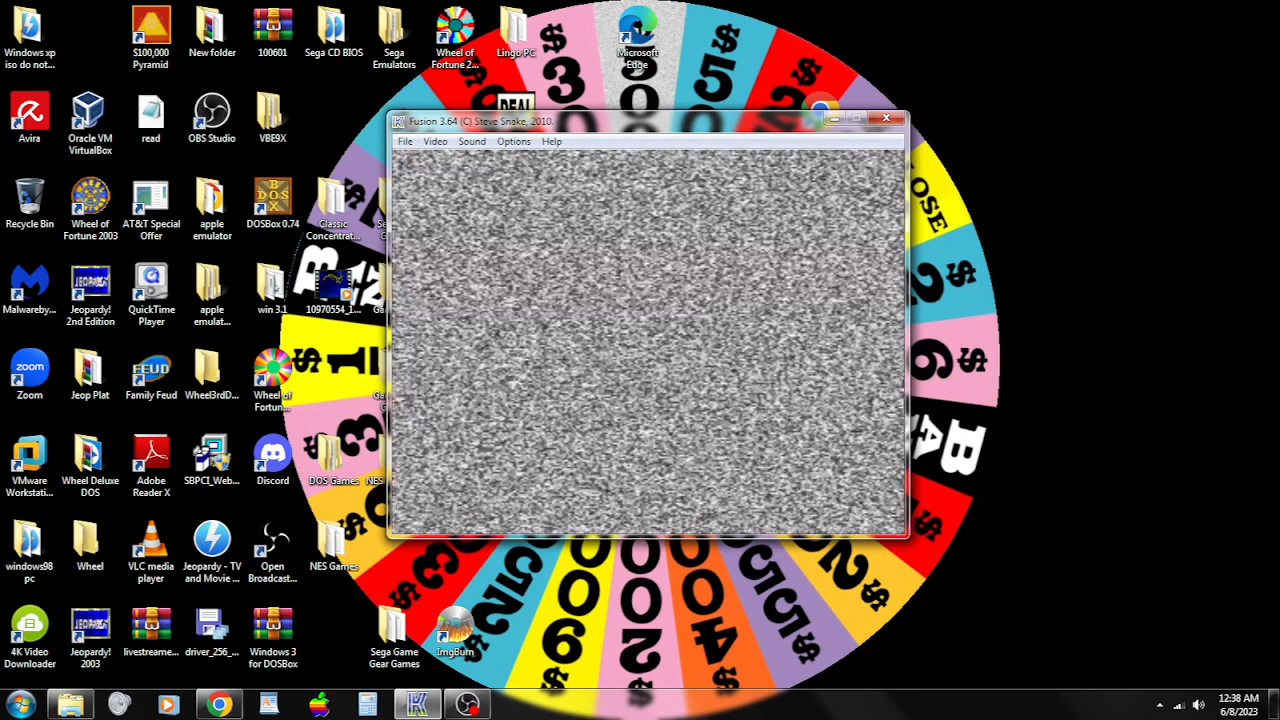 Windows xp
iso do not...
$100,000
Pyramid
New folder
100601
Sega CD BIOS
Sega
Emulators
Wheel of
Fortune 2...
Lingo PC
Microsoft
Edge
DEAL
Avira
Oracle VM
VirtualBox
read
OBS Studio
VBE9X
Fusion 3.64 (C) Steve Snake, 2010.
File Video Sound Options Help
Recycle Bin
Wheel of
Fortune 2003
AT&T Special
Offer
apple
emulator
DOSBox 0.74
Classic
Concentrat...
Malwareby...
Jeopardy!
2nd Edition
QuickTime
Player
apple
emulat...
win 3.1
10970554_1...
Zoom
Jeop Plat
Family Feud
Wheel3rdD...
Wheel of
Fortun...
VMware
Workstati...
Wheel Deluxe
DOS
Adobe
Reader X
SBPCI_Web...
Discord
DOS Games
NES
windows98
pc
Wheel
VLC media
player
Jeopardy - TV
and Movie ...
Open
Broadcast...
NES Games
4K Video
Downloader
Jeopardy!
2003
livestreame...
driver_256_...
Windows 3
for DOSBox
Sega Game
Gear Games
ImgBurn
12:38 AM
6/8/2023